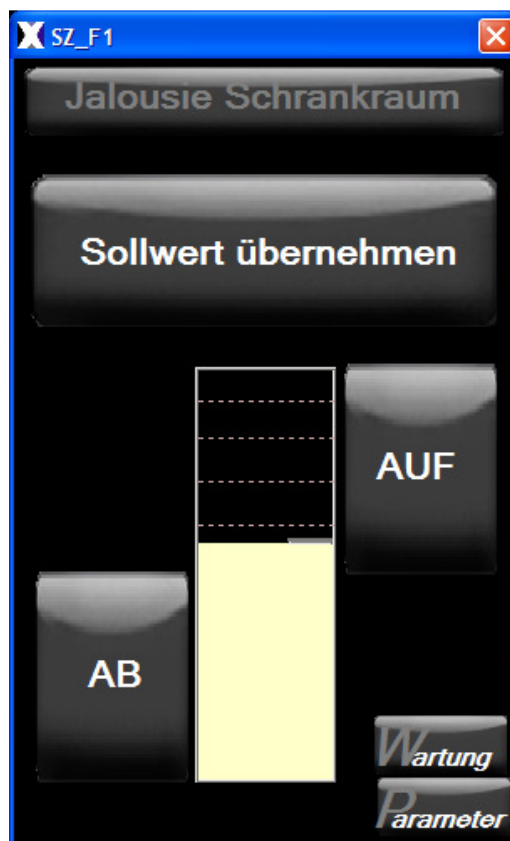 SZ_F1
Jalousie Schrankraum
Sollwert übernehmen
AUF
AB
Wartung
Parameter